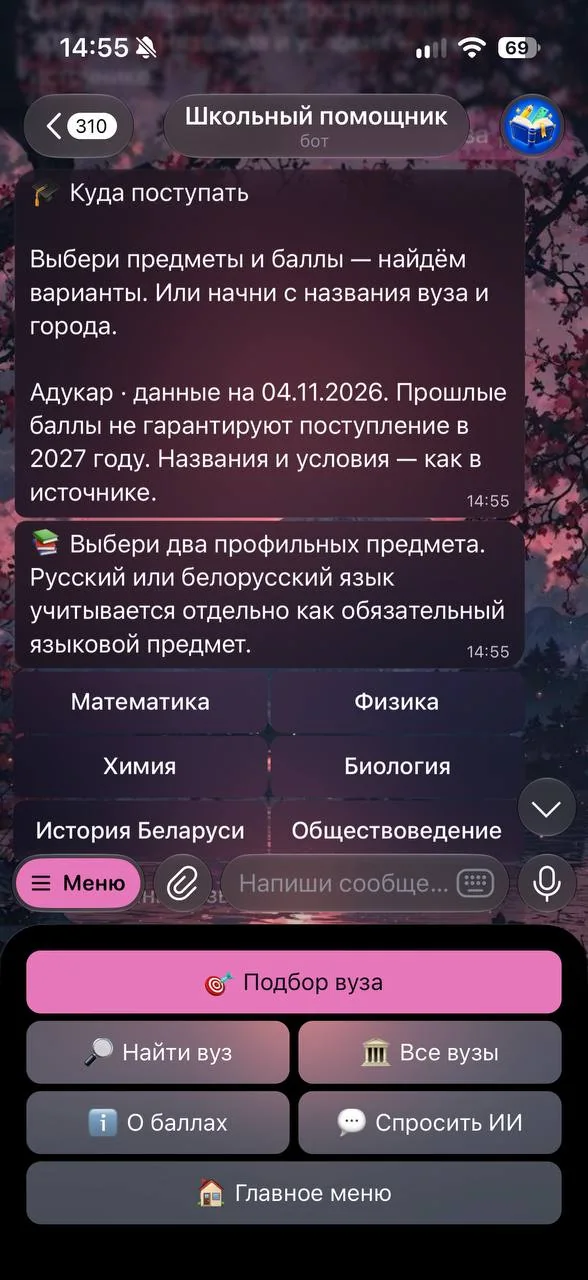 14:55
69
310
Школьный помощник
бот
🎓 Куда поступать
Выбери предметы и баллы — найдём
варианты. Или начни с названия вуза и
города.
Адукар · данные на 04.11.2026. Прошлые
баллы не гарантируют поступление в
2027 году. Названия и условия — как в
источнике.
14:55
📚 Выбери два профильных предмета.
Русский или белорусский язык
учитывается отдельно как обязательный
языковой предмет.
14:55
Математика Физика
Химия Биология
История Беларуси Обществоведение
Меню Напиши сообще...
🎯 Подбор вуза
🔎 Найти вуз 🏛️ Все вузы
ℹ️ О баллах 💬 Спросить ИИ
🏠 Главное меню